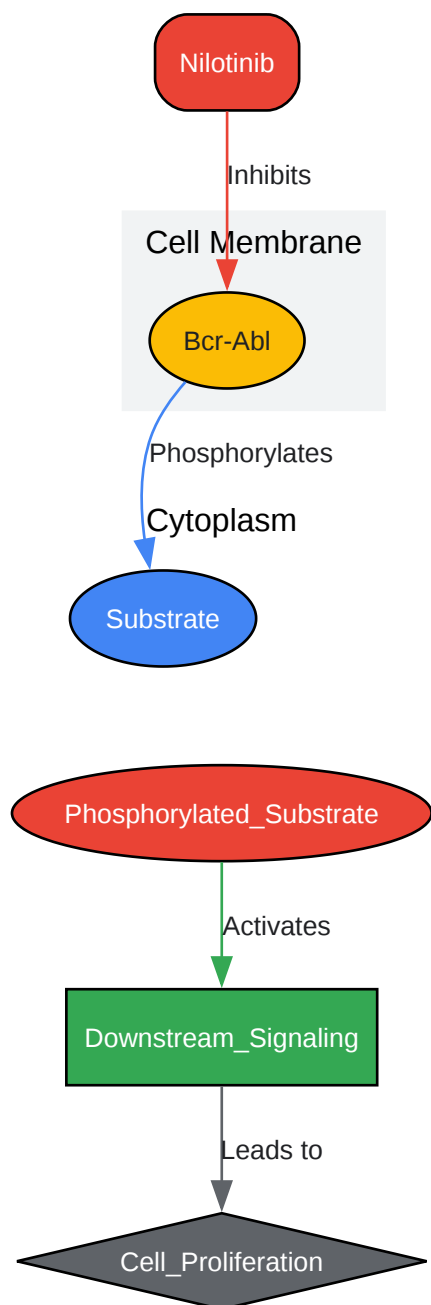 Nilotinib
Inhibits
Cell Membrane
Bcr-Abl
Phosphorylates
Cytoplasm
Substrate
Phosphorylated_Substrate
Activates
Downstream_Signaling
Leads to
Cell_Proliferation